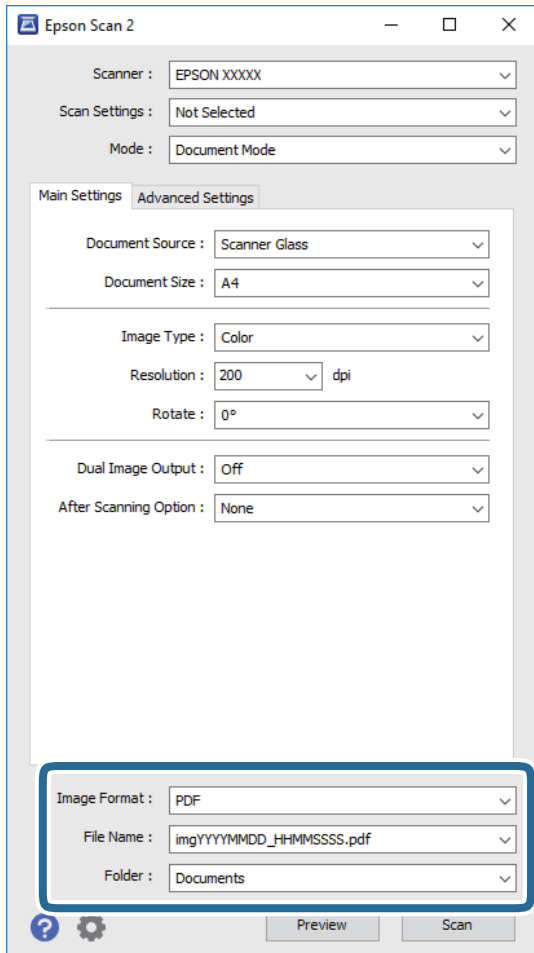 Epson Scan 2
Scanner : EPSON XXXXX
Scan Settings : Not Selected
Mode : Document Mode
Main Settings Advanced Settings
Document Source : Scanner Glass
Document Size : A4
Image Type : Color
Resolution : 200 dpi
Rotate : 0°
Dual Image Output : Off
After Scanning Option : None
Image Format : PDF
File Name : imgYYYYMMDD_HHMMSSSS.pdf
Folder : Documents
? Preview Scan